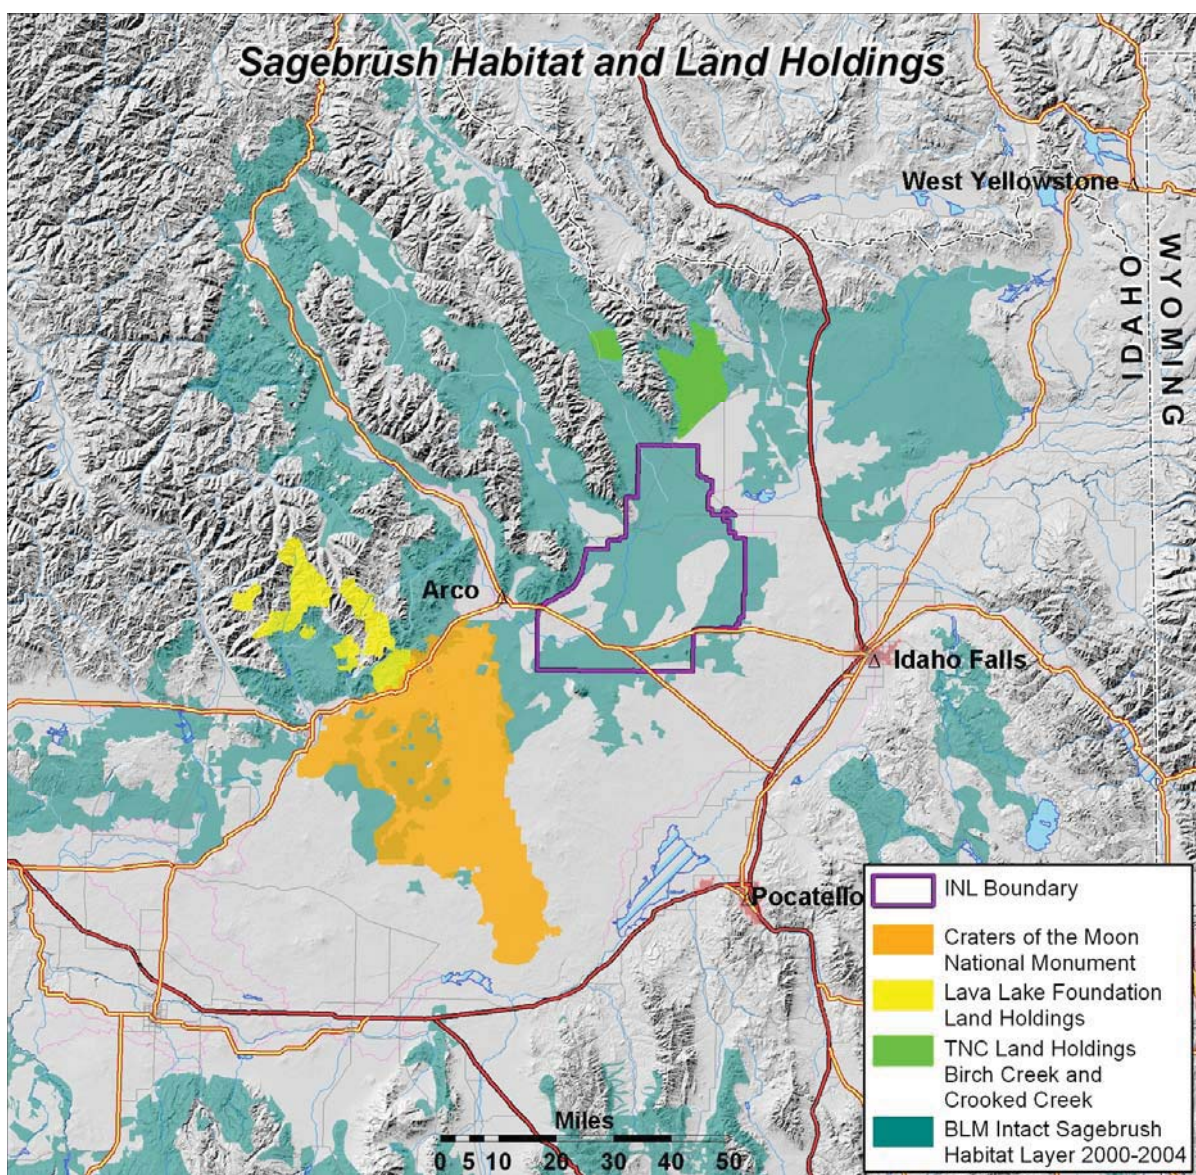 Sagebrush Habitat and Land Holdings
West Yellowstone
IDAHO
WYOMING
Arco
Idaho Falls
Pocatello
INL Boundary
Craters of the Moon
National Monument
Lava Lake Foundation
Land Holdings
TNC Land Holdings
Birch Creek and
Crooked Creek
BLM Intact Sagebrush
Habitat Layer 2000-2004
Miles
0 5 10 20 30 40 50